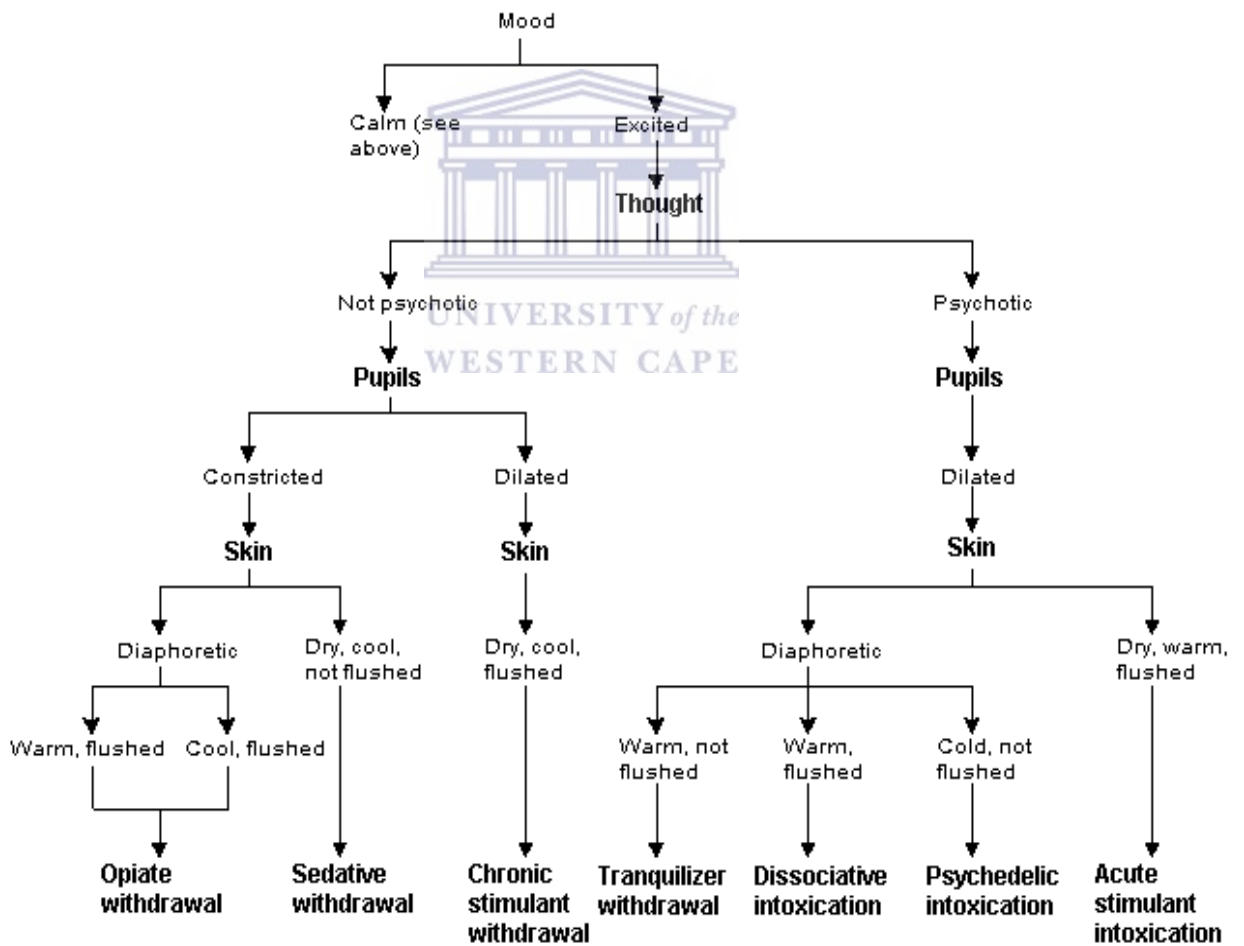 Mood
Calm (see
above)
Excited
Thought
Not psychotic
Psychotic
UNIVERSITY of the
WESTERN CAPE
Pupils
Pupils
Constricted
Dilated
Dilated
Skin
Skin
Skin
Diaphoretic
Dry, cool,
not flushed
Dry, cool,
flushed
Diaphoretic
Dry, warm,
flushed
Warm, flushed
Cool, flushed
Warm, not
flushed
Warm,
flushed
Cold, not
flushed
Opiate
withdrawal
Sedative
withdrawal
Chronic
stimulant
withdrawal
Tranquilizer
withdrawal
Dissociative
intoxication
Psychedelic
intoxication
Acute
stimulant
intoxication